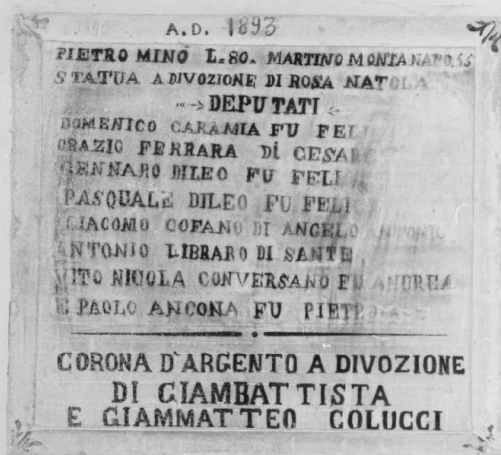 A.D. 1893
PIETRO MINÒ L.80. MARTINO MONTANARO. 55
STATUA A DIVOZIONE DI ROSA NATOLA
DEPUTATI
DOMENICO CARAMIA FU FELI
ORAZIO FERRARA DI CESARE
GENNARO DILEO FU FELI
PASQUALE DILEO FU FELI
GIACOMO COFANO DI ANGELO ANTONIO
ANTONIO LIBRARO DI SANTE
VITO NICOLA CONVERSANO FU ANDREA
E PAOLO ANCONA FU PIETRO
CORONA D'ARGENTO A DIVOZIONE
DI GIAMBATTISTA
E GIAMMATTEO COLUCCI